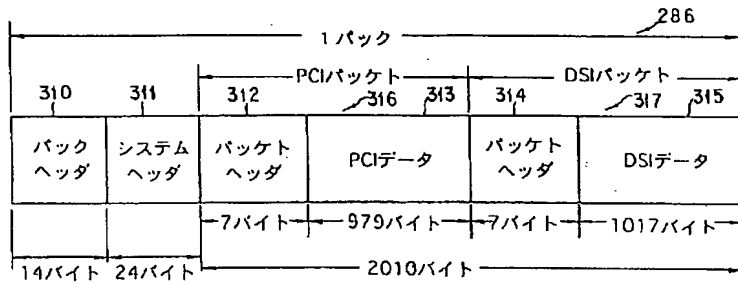 286
1パック
PCIパケット
DSIパケット
310
311
312
316
313
314
317
315
パック
ヘッダ
システム
ヘッダ
パケット
ヘッダ
PCIデータ
パケット
ヘッダ
DSIデータ
7バイト
979バイト
7バイト
1017バイト
14バイト
24バイト
2010バイト